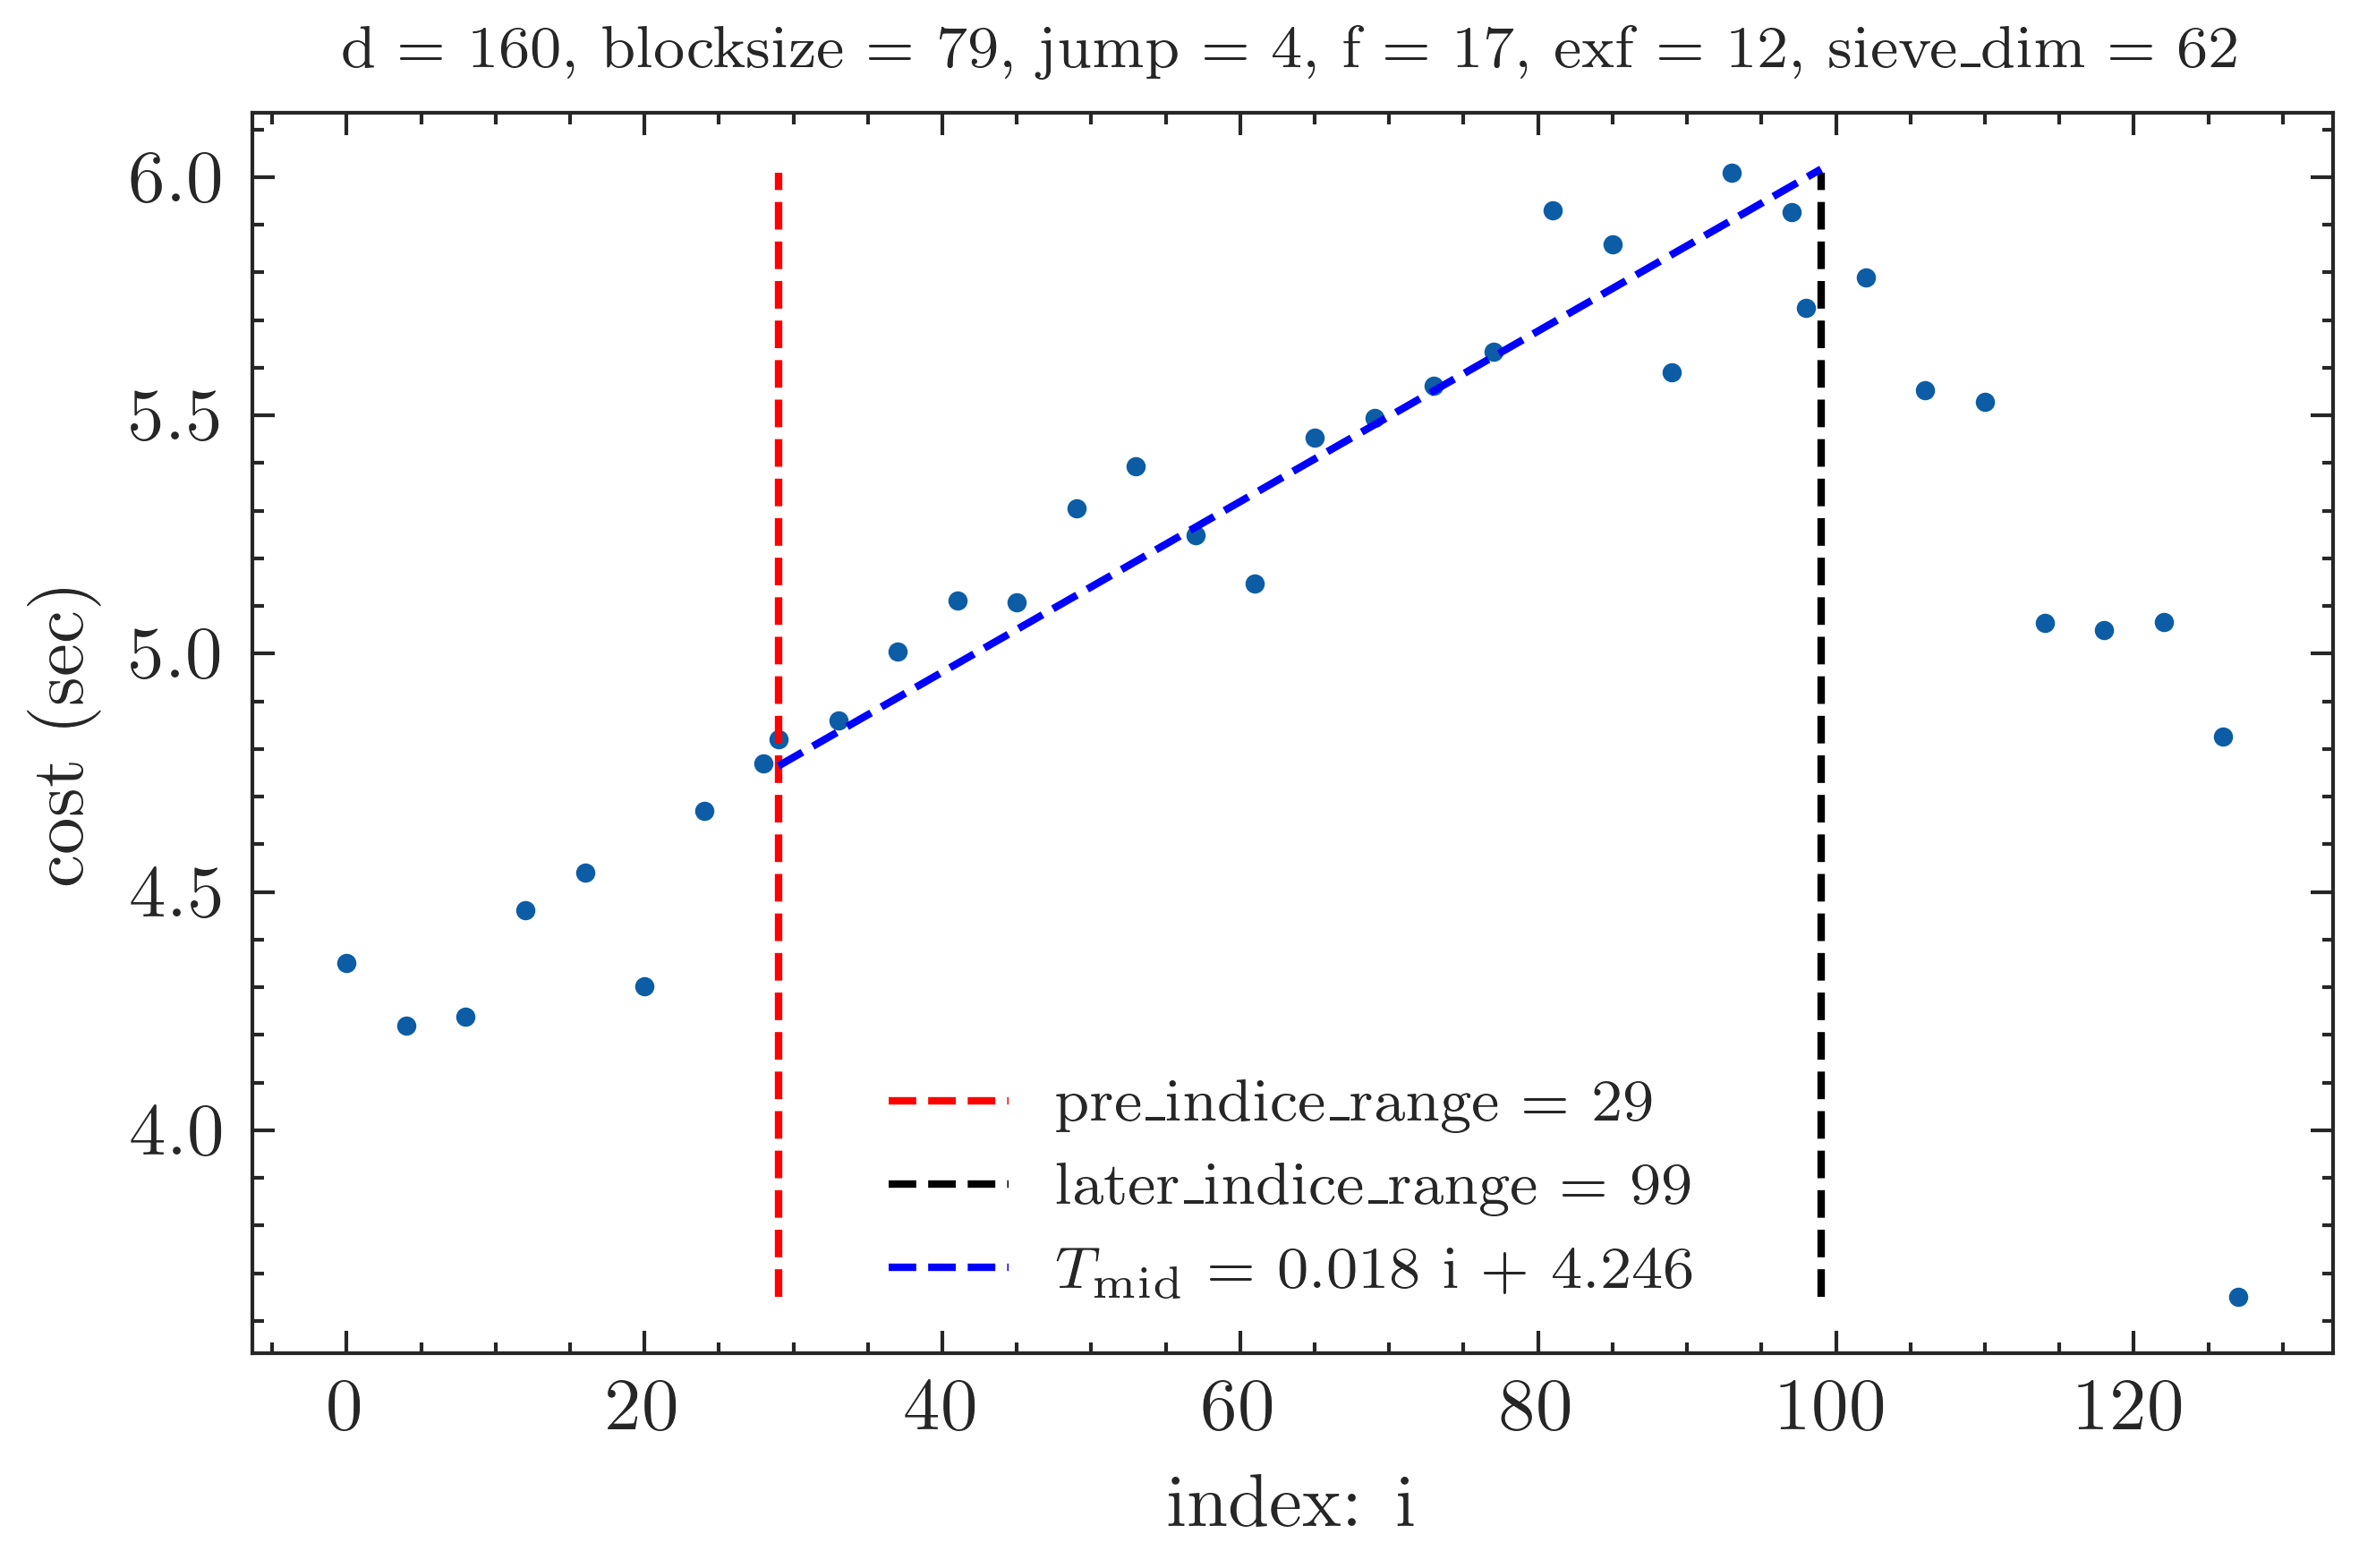 d = 160, blocksize = 79, jump = 4, f = 17, exf = 12, sieve_dim = 62
6.0
5.5
5.0
4.5
4.0
cost (sec)
pre_indice_range = 29
later_indice_range = 99
T_mid = 0.018 i + 4.246
0 20 40 60 80 100 120
index: i